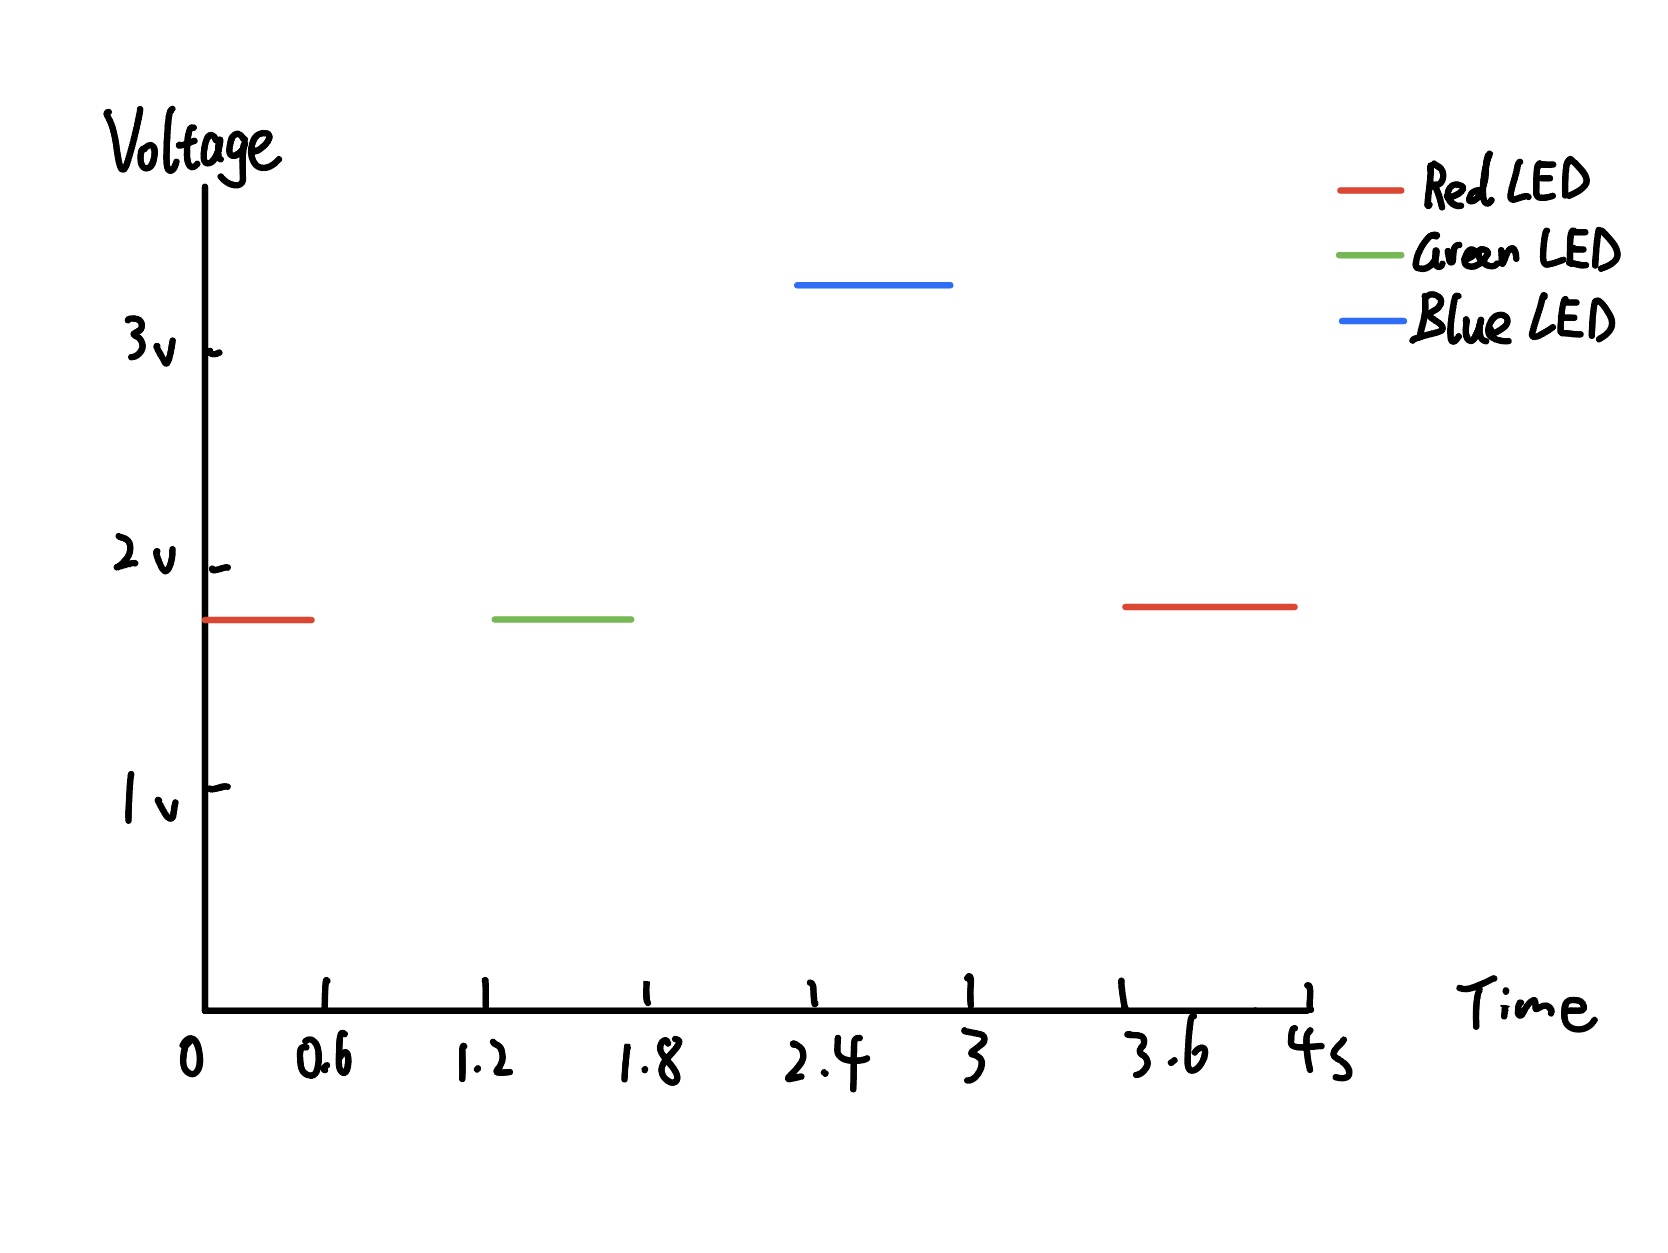 Voltage
Red LED
Green LED
Blue LED
3v
2v
1v
0 0.6 1.2 1.8 2.4 3 3.6 4s
Time